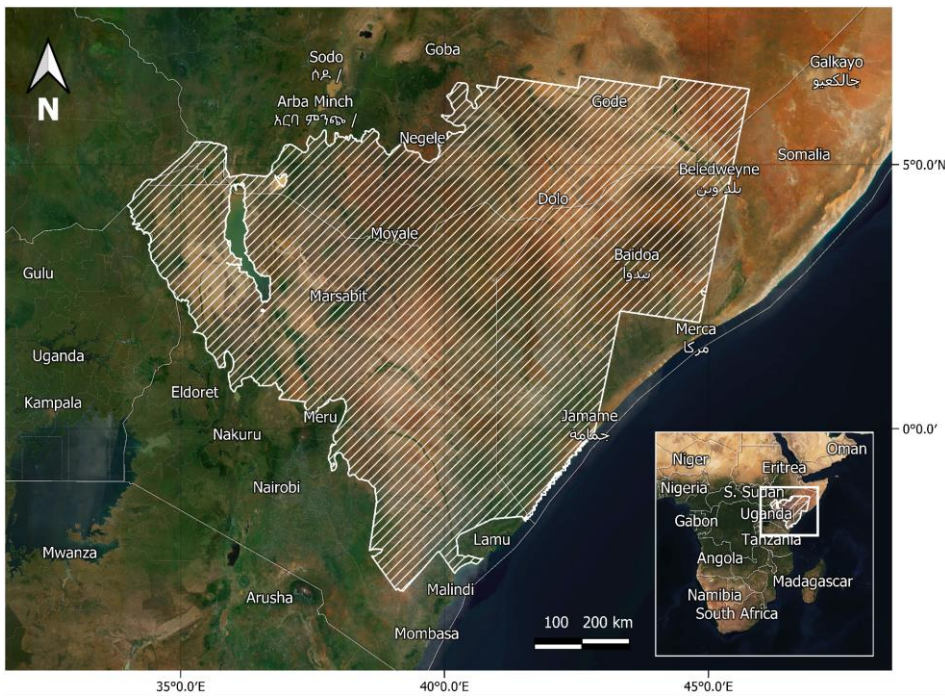 Sodo
ሶዶ /
Goba
Galkayo
جالكعيو
Arba Minch
አርባ ምንጭ /
N
Gode
Negele
Somalia
5°0.0'N
Beledweyne
بلد وين
Dolo
Moyale
Baidoa
بيدوا
Gulu
Marsabit
Merca
مركا
Uganda
Eldoret
Kampala
Meru
Jamame
جمامه
0°0.0'
Nakuru
Nairobi
Lamu
Mwanza
Arusha
Malindi
Mombasa
100 200 km
Niger
Oman
Eritrea
Nigeria
S. Sudan
Gabon
Uganda
Tanzania
Angola
Madagascar
Namibia
South Africa
35°0.0'E
40°0.0'E
45°0.0'E